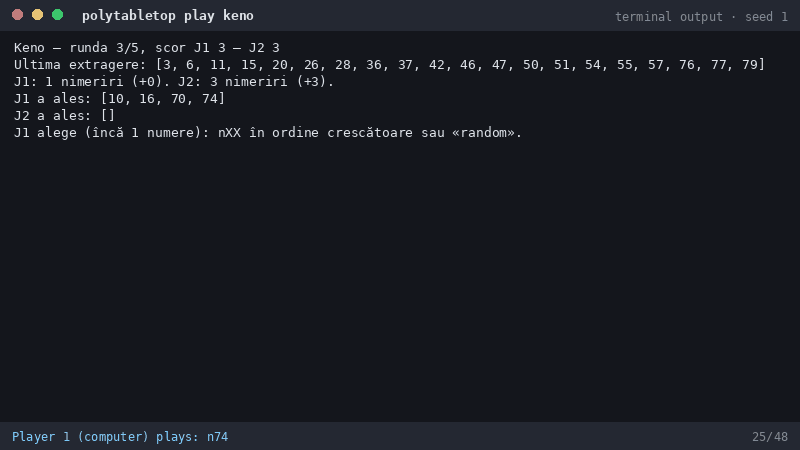 polytabletop play keno
terminal output · seed 1
Keno — runda 3/5, scor J1 3 — J2 3
Ultima extragere: [3, 6, 11, 15, 20, 26, 28, 36, 37, 42, 46, 47, 50, 51, 54, 55, 57, 76, 77, 79]
J1: 1 nimeriri (+0). J2: 3 nimeriri (+3).
J1 a ales: [10, 16, 70, 74]
J2 a ales: []
J1 alege (încă 1 numere): nXX în ordine crescătoare sau «random».
Player 1 (computer) plays: n74
25/48